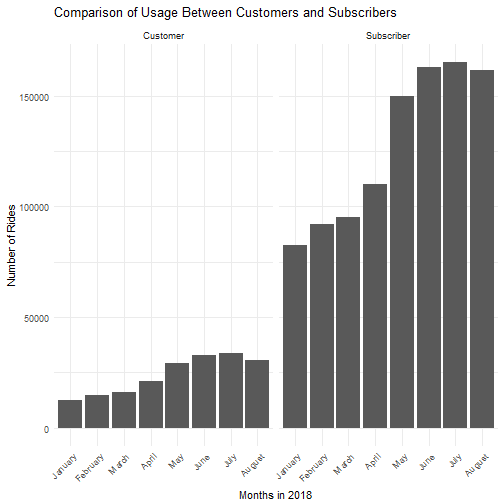 Comparison of Usage Between Customers and Subscribers
Customer
Subscriber
Number of Rides
150000
100000
50000
0
January
February
March
April
May
June
July
August
January
February
March
April
May
June
July
August
Months in 2018